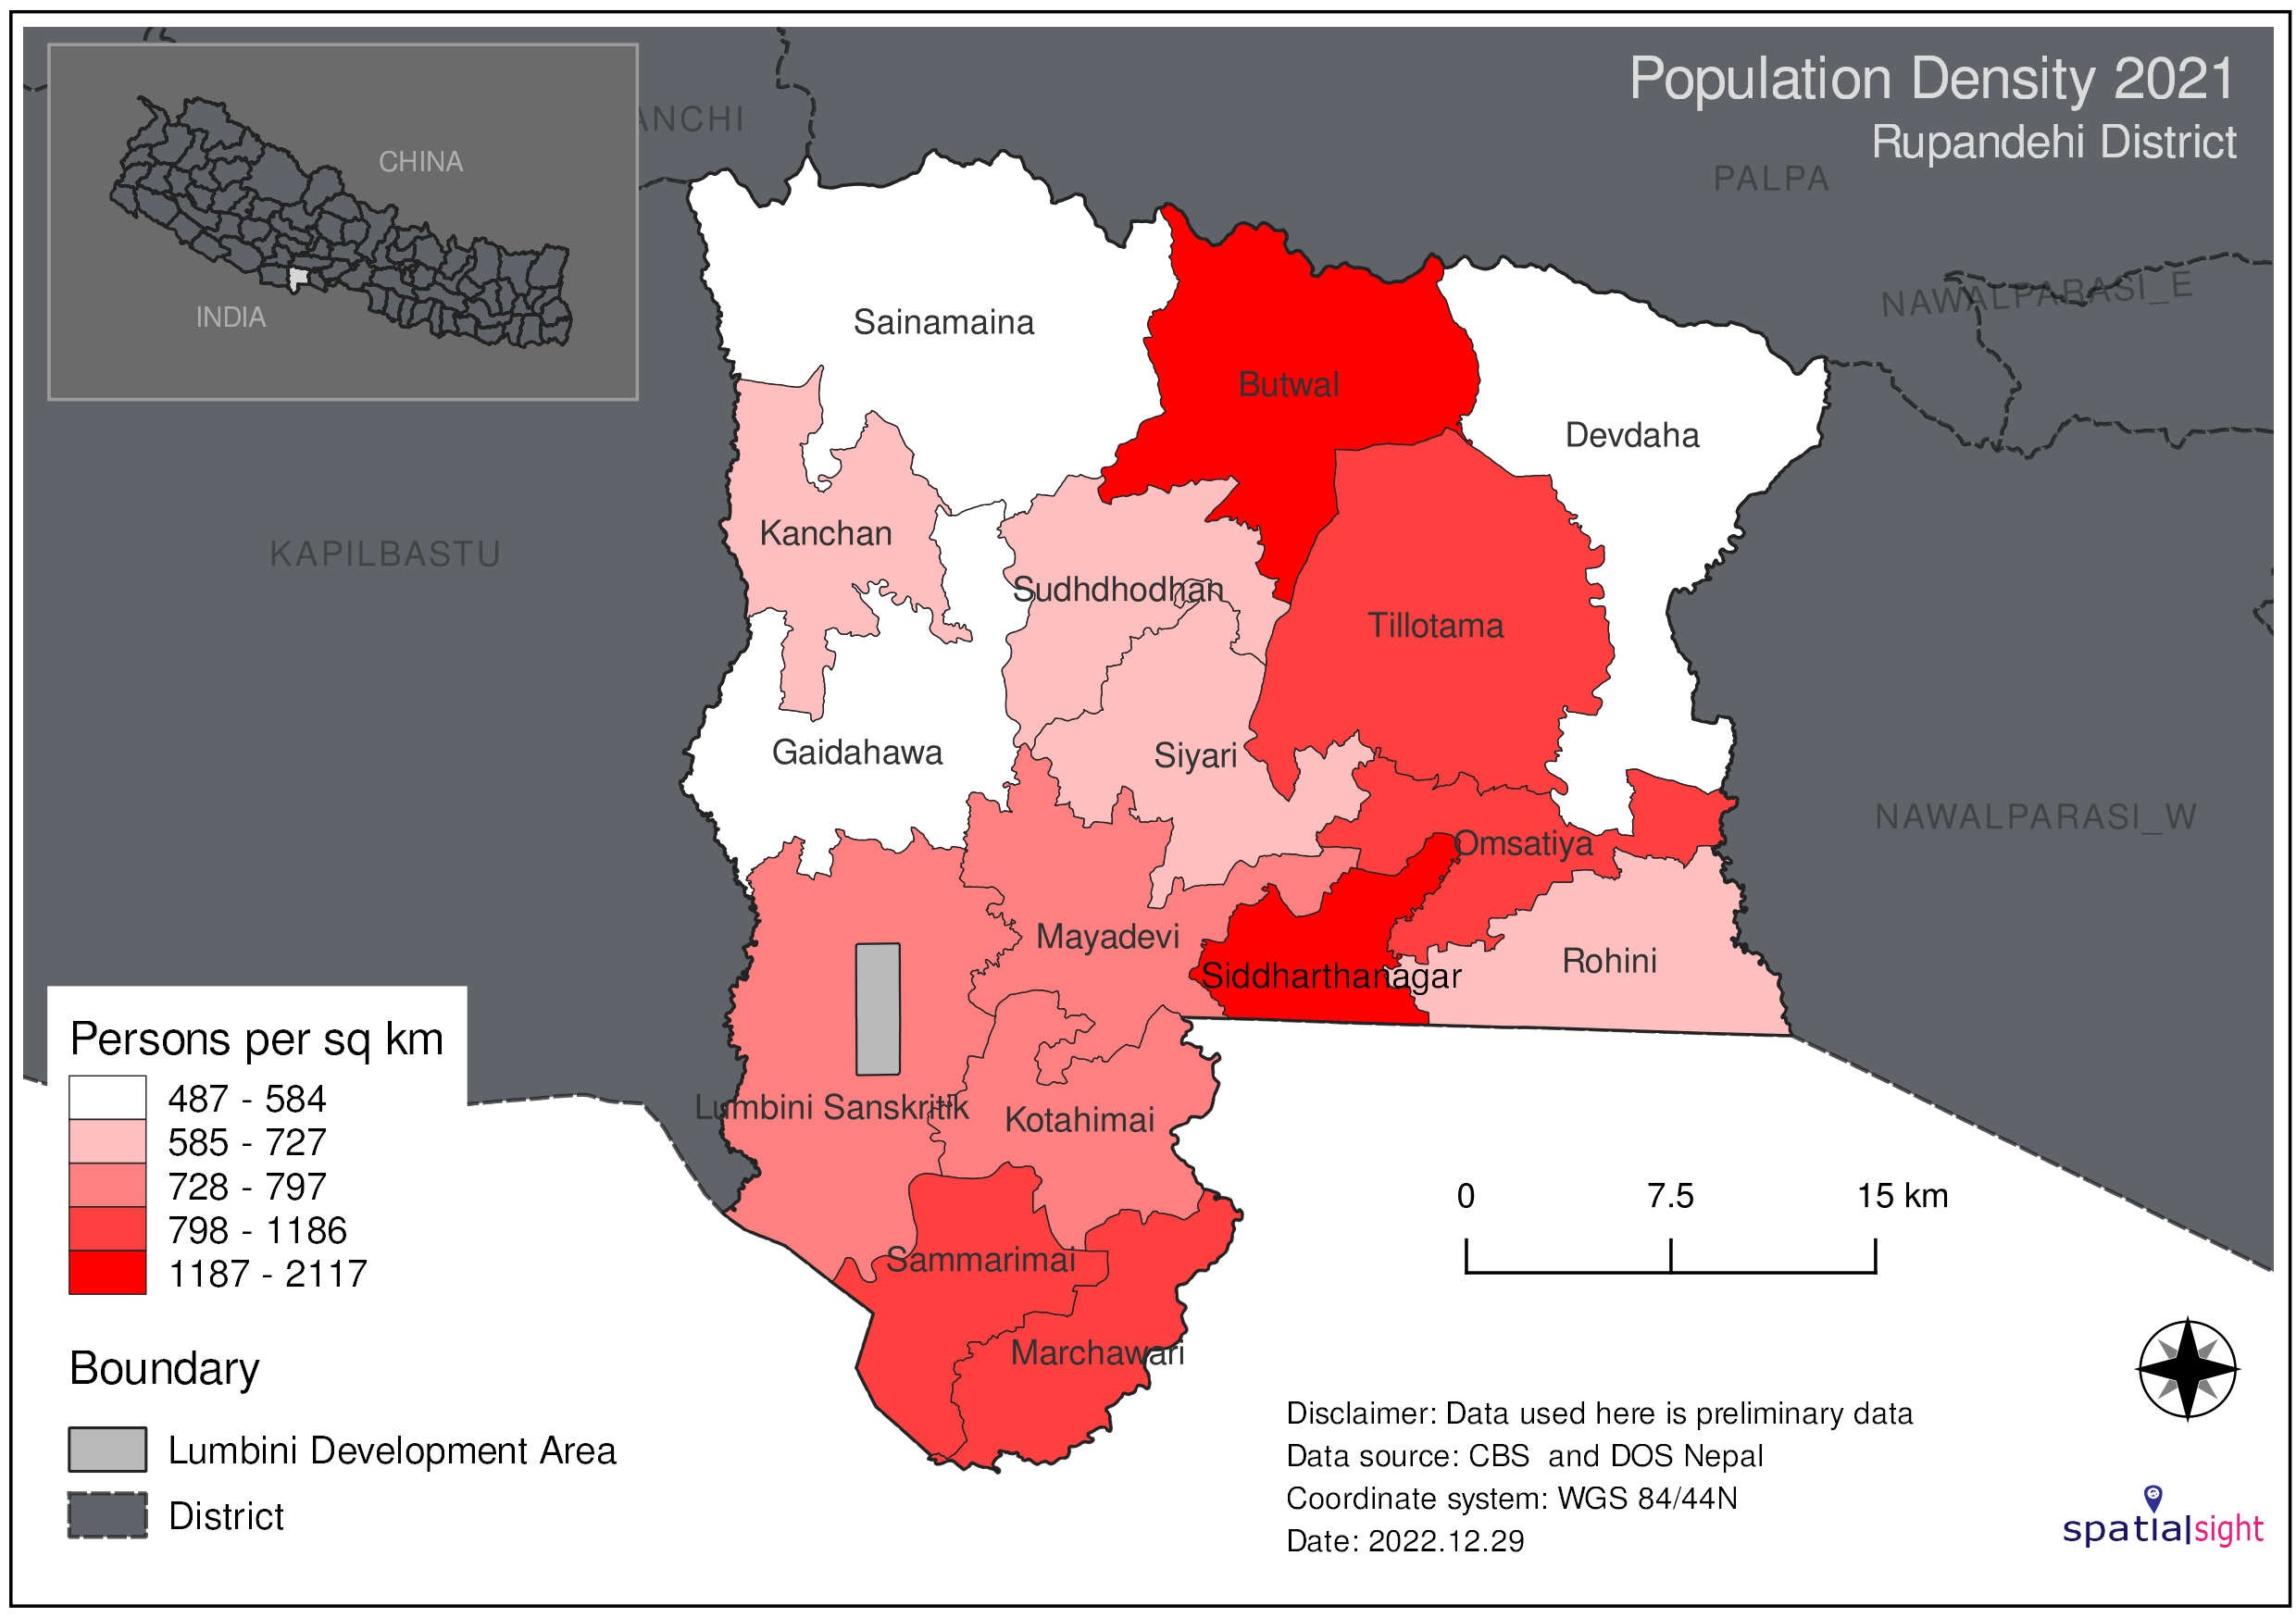 Population Density 2021
Rupandehi District
ANCHI
CHINA
INDIA
PALPA
NAWALPARASI_E
KAPILBASTU
NAWALPARASI_W
Sainamaina
Butwal
Devdaha
Kanchan
Sudhdhodhan
Tillotama
Gaidahawa
Siyari
Omsatiya
Mayadevi
Rohini
Siddharthanagar
Lumbini Sanskritik
Kotahimai
Sammarimai
Marchawari
Persons per sq km
487 - 584
585 - 727
728 - 797
798 - 1186
1187 - 2117
Boundary
Lumbini Development Area
District
0 7.5 15 km
Disclaimer: Data used here is preliminary data
Data source: CBS and DOS Nepal
Coordinate system: WGS 84/44N
Date: 2022.12.29
spatialsight